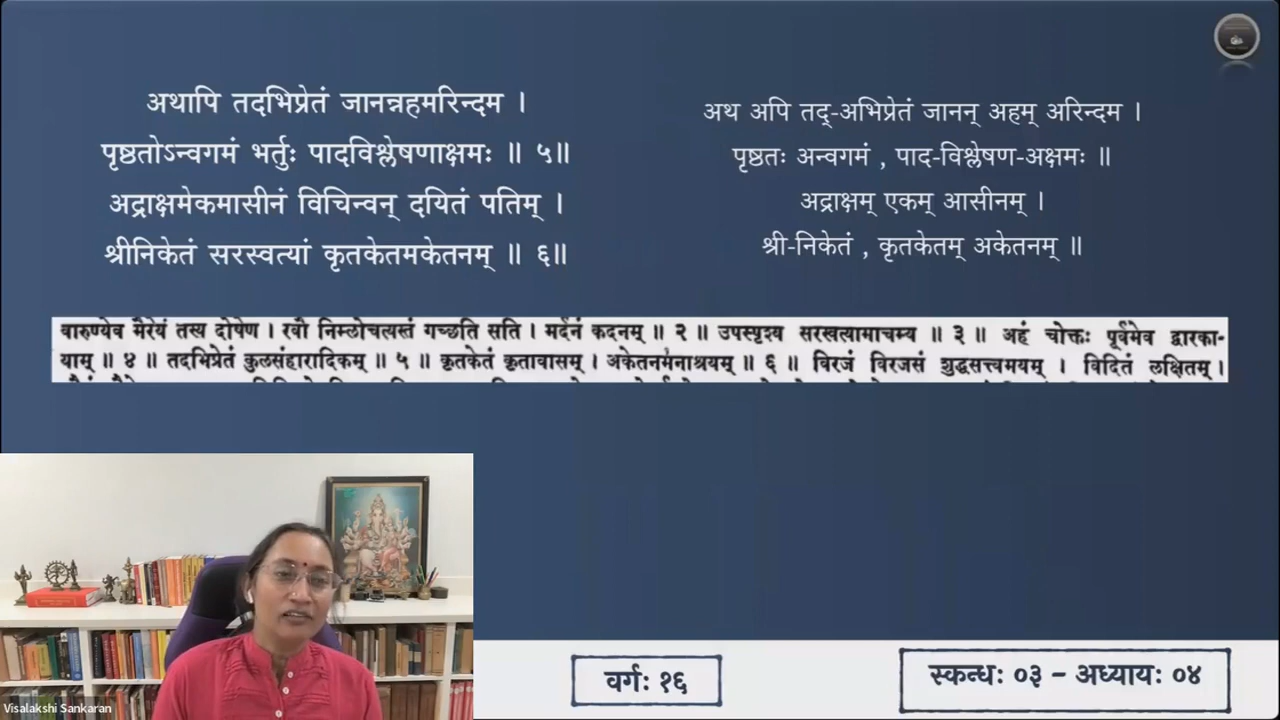 अथापि तदभिप्रेतं जानन्नहमरिन्दम ।
पृष्ठतोऽन्वगमं भर्तुः पादविश्लेषणाक्षमः ॥ ५॥
अद्राक्षमेकमासीनं विचिन्वन् दयितं पतिम् ।
श्रीनिकेतं सरस्वत्यां कृतकेतमकेतनम् ॥ ६॥
अथ अपि तद्-अभिप्रेतं जानन् अहम् अरिन्दम ।
पृष्ठतः अन्वगमं , पाद-विश्लेषण-अक्षमः ॥
अद्राक्षम् एकम् आसीनम् ।
श्री-निकेतं , कृतकेतम् अकेतनम् ॥
वारुण्येव मैरेयं तस्य दोषेण । रवौ निम्लोचत्यस्तं गच्छति सति । मर्दनं कदनम् ॥ २ ॥ उपस्पृश्य सरस्वत्यामाचम्य ॥ ३ ॥ अहं चोक्तः पूर्वमेव द्वारका-
याम् ॥ ४ ॥ तदभिप्रेतं कुलसंहारादिकम् ॥ ५ ॥ कृतकेतं कृतावासम् । अकेतनमनाश्रयम् ॥ ६ ॥ विरजं विरजसं शुद्धसत्त्वमयम् । विदितं लक्षितम् ।
Visalakshi Sankaran
वर्गः १६
स्कन्धः ०३ – अध्यायः ०४